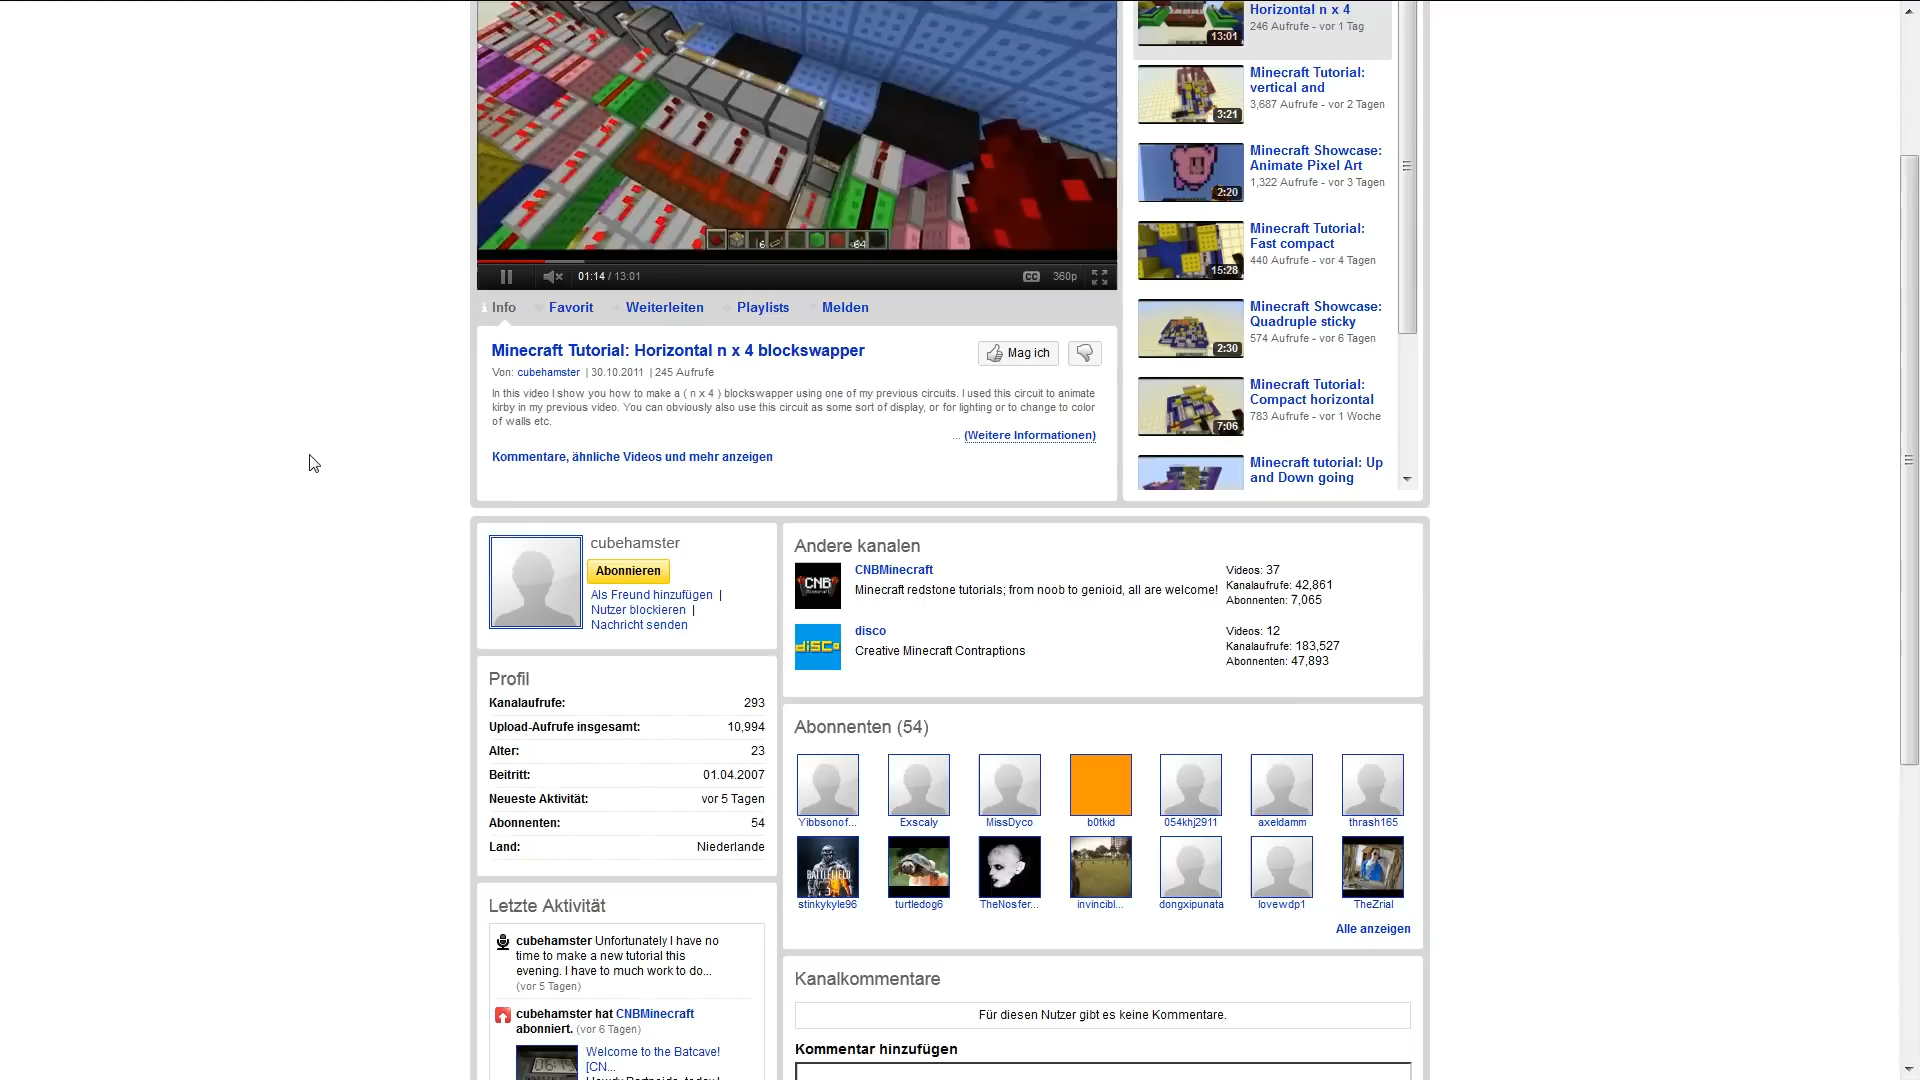 Horizontal n x 4
246 Aufrufe - vor 1 Tag
13:01
Minecraft Tutorial:
vertical and
3,687 Aufrufe - vor 2 Tagen
3:21
Minecraft Showcase:
Animate Pixel Art
1,322 Aufrufe - vor 3 Tagen
2:20
Minecraft Tutorial:
Fast compact
440 Aufrufe - vor 4 Tagen
15:28
Minecraft Showcase:
Quadruple sticky
574 Aufrufe - vor 6 Tagen
2:30
Minecraft Tutorial:
Compact horizontal
783 Aufrufe - vor 1 Woche
7:06
Minecraft tutorial: Up
and Down going
6 64
01:14 / 13:01 CC 360p
Info Favorit Weiterleiten Playlists Melden
Minecraft Tutorial: Horizontal n x 4 blockswapper
Mag ich
Von: cubehamster | 30.10.2011 | 245 Aufrufe
In this video I show you how to make a ( n x 4 ) blockswapper using one of my previous circuits. I used this circuit to animate
kirby in my previous video. You can obviously also use this circuit as some sort of display, or for lighting or to change to color
of walls etc.
... (Weitere Informationen)
Kommentare, ähnliche Videos und mehr anzeigen
cubehamster
Abonnieren
Als Freund hinzufügen |
Nutzer blockieren |
Nachricht senden
Profil
Kanalaufrufe: 293
Upload-Aufrufe insgesamt: 10,994
Alter: 23
Beitritt: 01.04.2007
Neueste Aktivität: vor 5 Tagen
Abonnenten: 54
Land: Niederlande
Letzte Aktivität
cubehamster Unfortunately I have no
time to make a new tutorial this
evening. I have to much work to do...
(vor 5 Tagen)
cubehamster hat CNBMinecraft
abonniert. (vor 6 Tagen)
Welcome to the Batcave!
[CN...
Andere kanalen
CNB
CNBMinecraft
Minecraft redstone tutorials; from noob to genioid, all are welcome!
Videos: 37
Kanalaufrufe: 42,861
Abonnenten: 7,065
disco
disco
Creative Minecraft Contraptions
Videos: 12
Kanalaufrufe: 183,527
Abonnenten: 47,893
Abonnenten (54)
Yibbsonof... Exscaly MissDyco b0tkid 054khj2911 axeldamm thrash165
BATTLEFIELD
stinkykyle96 turtledog6 TheNosfer... invincibl... dongxipunata lovewdp1 TheZrial
Alle anzeigen
Kanalkommentare
Für diesen Nutzer gibt es keine Kommentare.
Kommentar hinzufügen